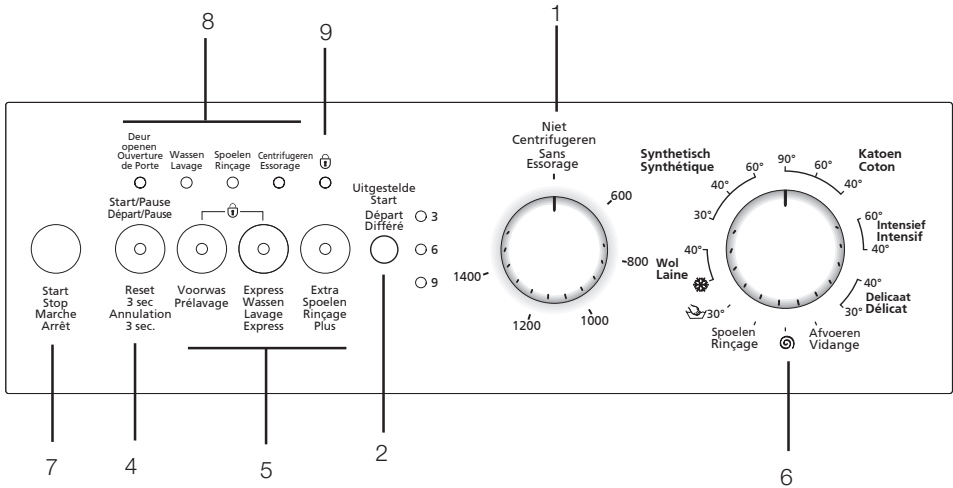 8
9
1
Deur
openen
Ouverture
de Porte
Wassen
Lavage
Spoelen
Rinçage
Centrifugeren
Essorage
Start/Pause
Départ/Pause
Uitgestelde
Start
Départ
Différé
3
6
9
Start
Stop
Marche
Arrêt
Reset
3 sec
Annulation
3 sec.
Voorwas
Prélavage
Express
Wassen
Lavage
Express
Extra
Spoelen
Rinçage
Plus
Niet
Centrifugeren
Sans
Essorage
600
800
1000
1200
1400
Synthetisch
Synthétique
60°
40°
30°
90°
60°
40°
Katoen
Coton
60°
40°
Intensief
Intensif
40°
30°
Delicaat
Délicat
40°
Wol
Laine
30°
Spoelen
Rinçage
Afvoeren
Vidange
7
4
5
2
6